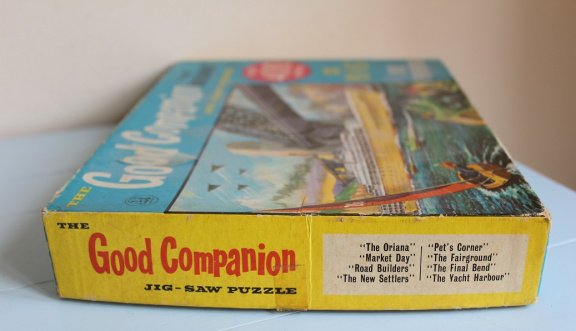 THE
Good Companion
THE
Good Companion
JIG-SAW PUZZLE
"The Oriana"
"Market Day"
"Road Builders"
"The New Settlers"
"Pet's Corner"
"The Fairground"
"The Final Bend"
"The Yacht Harbour"